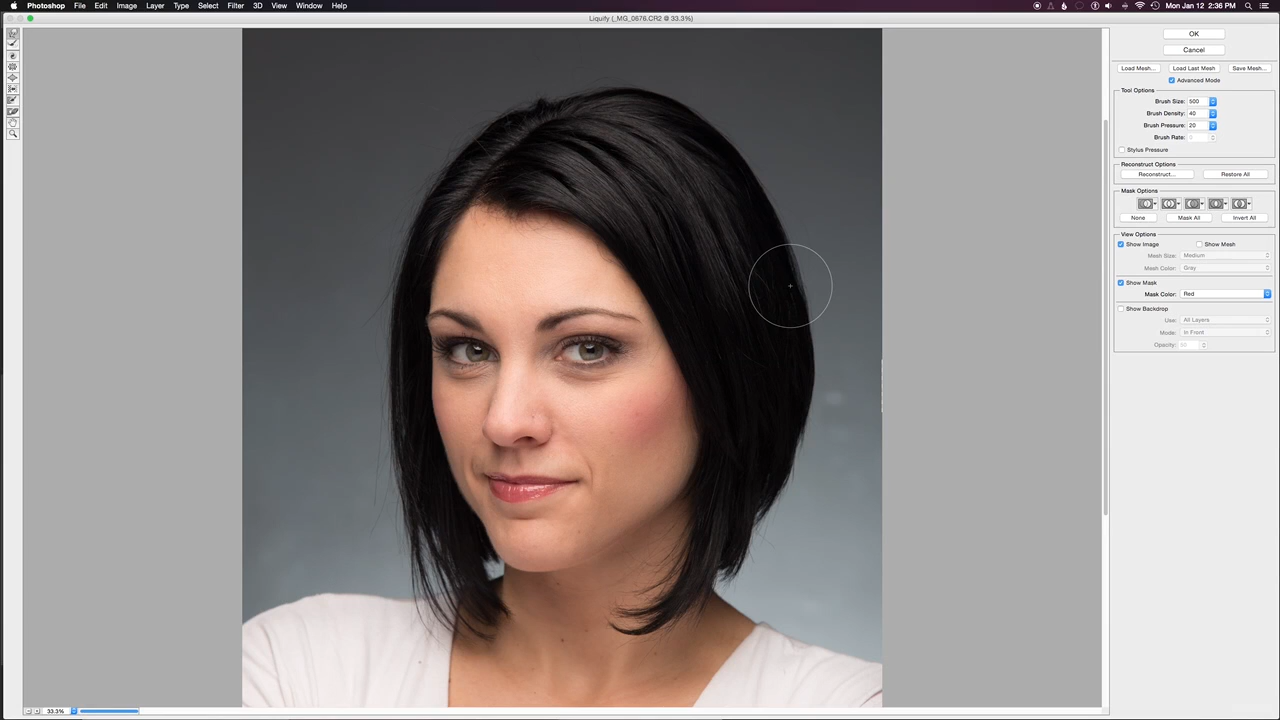 Photoshop File Edit Image Layer Type Select Filter 3D View Window Help Mon Jan 12 2:36 PM
Liquify (_MG_0676.CR2 @ 33.3%)
OK
Cancel
Load Mesh... Load Last Mesh Save Mesh...
Advanced Mode
Tool Options
Brush Size: 500
Brush Density: 40
Brush Pressure: 20
Brush Rate: 0
Stylus Pressure
Reconstruct Options
Reconstruct... Restore All
Mask Options
None Mask All Invert All
View Options
Show Image Show Mesh
Mesh Size: Medium
Mesh Color: Gray
Show Mask
Mask Color: Red
Show Backdrop
Use: All Layers
Mode: In Front
Opacity: 50
33.3%